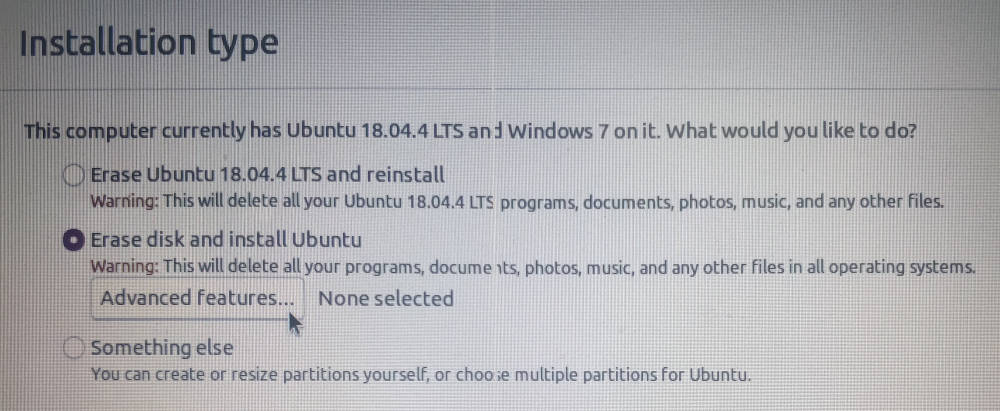 Installation type
This computer currently has Ubuntu 18.04.4 LTS and Windows 7 on it. What would you like to do?
Erase Ubuntu 18.04.4 LTS and reinstall
Warning: This will delete all your Ubuntu 18.04.4 LTS programs, documents, photos, music, and any other files.
Erase disk and install Ubuntu
Warning: This will delete all your programs, documents, photos, music, and any other files in all operating systems.
Advanced features... None selected
Something else
You can create or resize partitions yourself, or choose multiple partitions for Ubuntu.